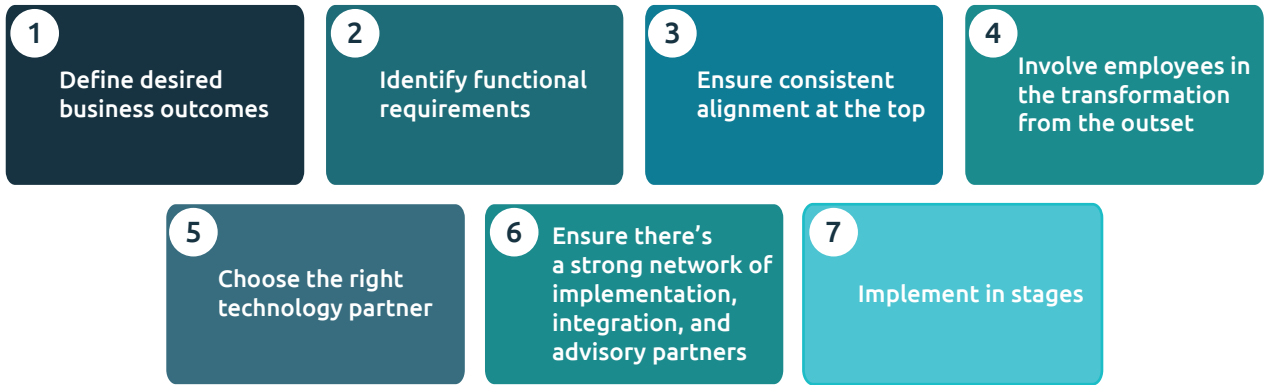 1
Define desired
business outcomes
2
Identify functional
requirements
3
Ensure consistent
alignment at the top
4
Involve employees in
the transformation
from the outset
5
Choose the right
technology partner
6
Ensure there’s
a strong network of
implementation,
integration, and
advisory partners
7
Implement in stages